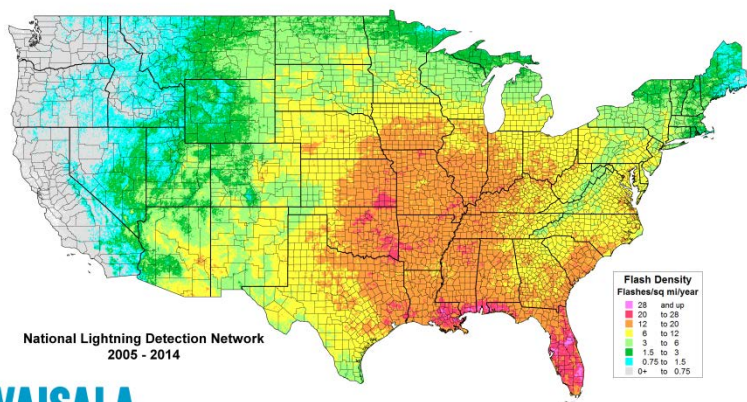 National Lightning Detection Network
2005 - 2014
VAISALA
Flash Density
Flashes/sq mi/year
28 and up
20 to 28
12 to 20
6 to 12
3 to 6
1.5 to 3
0.75 to 1.5
0+ to 0.75